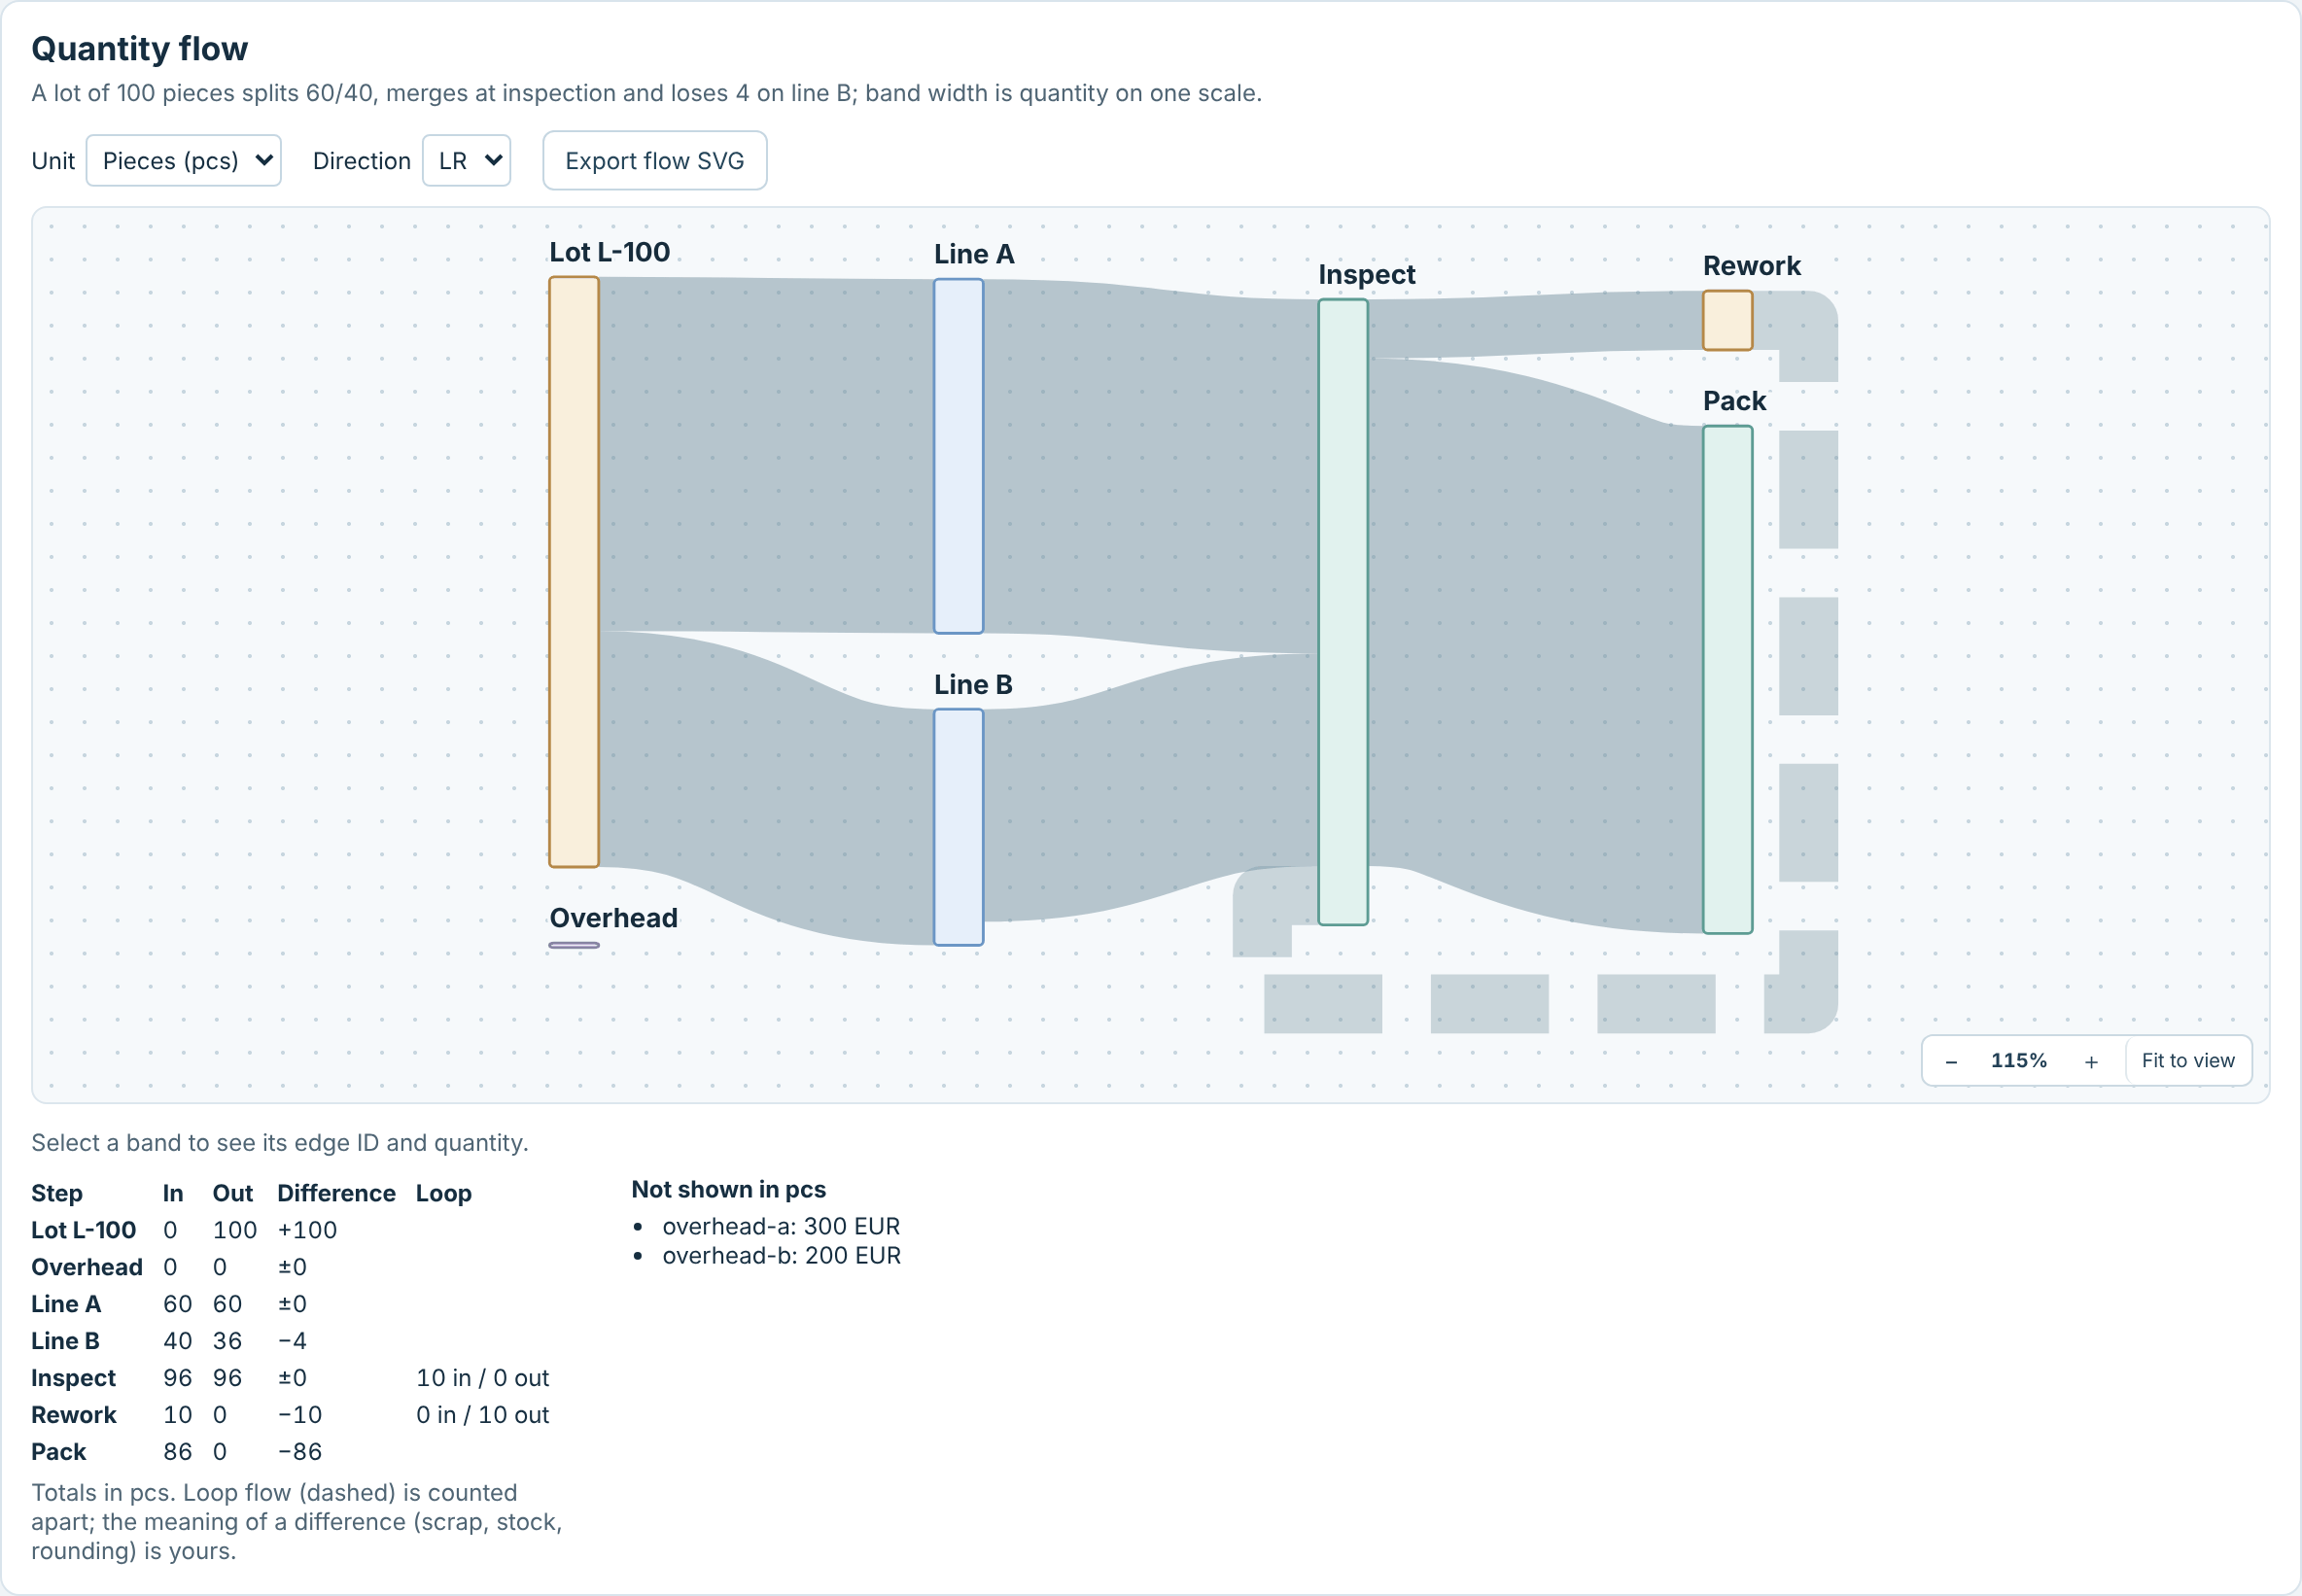 Quantity flow
A lot of 100 pieces splits 60/40, merges at inspection and loses 4 on line B; band width is quantity on one scale.
Unit Pieces (pcs) Direction LR Export flow SVG
Lot L-100
Line A
Inspect
Rework
Pack
Line B
Overhead
− 115% + Fit to view
Select a band to see its edge ID and quantity.
Step In Out Difference Loop
Lot L-100 0 100 +100
Overhead 0 0 ±0
Line A 60 60 ±0
Line B 40 36 −4
Inspect 96 96 ±0 10 in / 0 out
Rework 10 0 −10 0 in / 10 out
Pack 86 0 −86
Totals in pcs. Loop flow (dashed) is counted
apart; the meaning of a difference (scrap, stock,
rounding) is yours.
Not shown in pcs
• overhead-a: 300 EUR
• overhead-b: 200 EUR